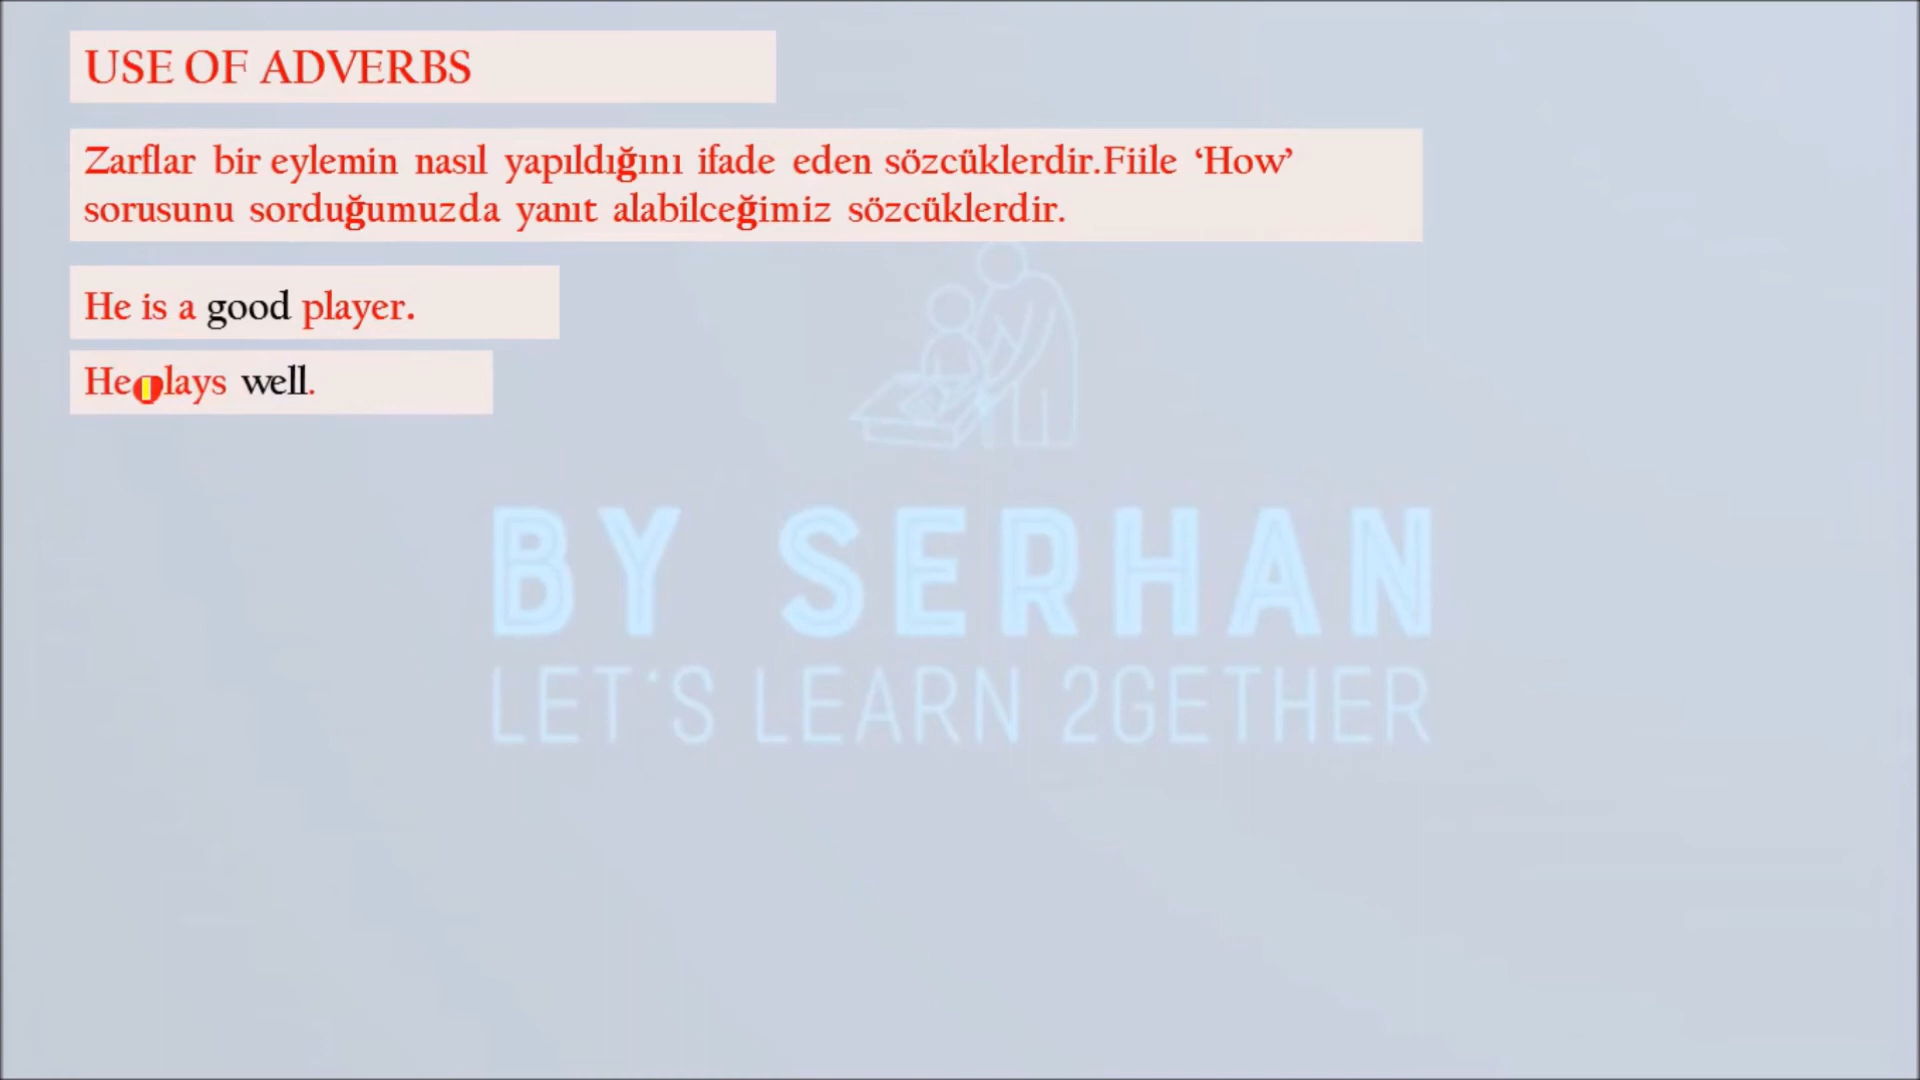 USE OF ADVERBS
Zarflar bir eylemin nasıl yapıldığını ifade eden sözcüklerdir.Fiile ‘How’
sorusunu sorduğumuzda yanıt alabilceğimiz sözcüklerdir.
He is a good player.
He plays well.
BY SERHAN
LET'S LEARN 2GETHER